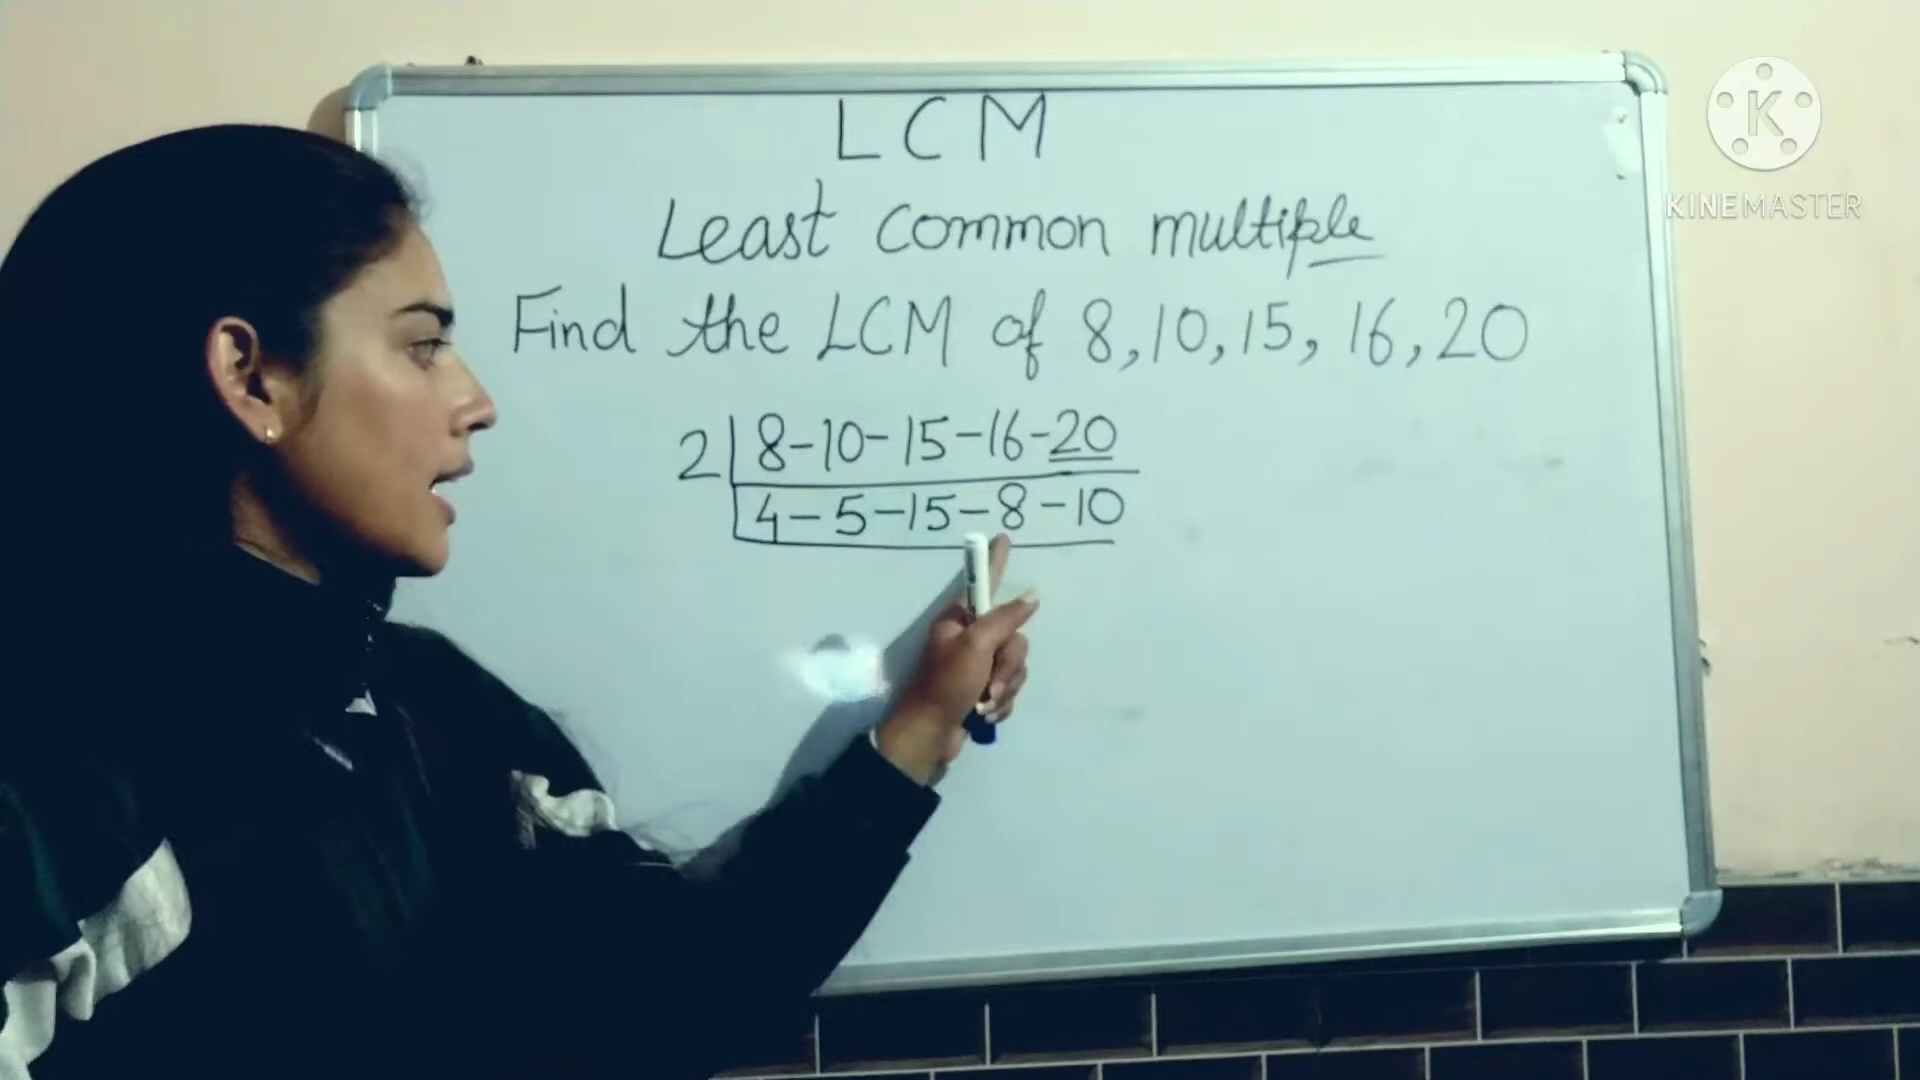 LCM
Least common multiple
Find the LCM of 8,10,15,16,20
2 8-10-15-16-20
4-5-15-8-10
K
KINEMASTER